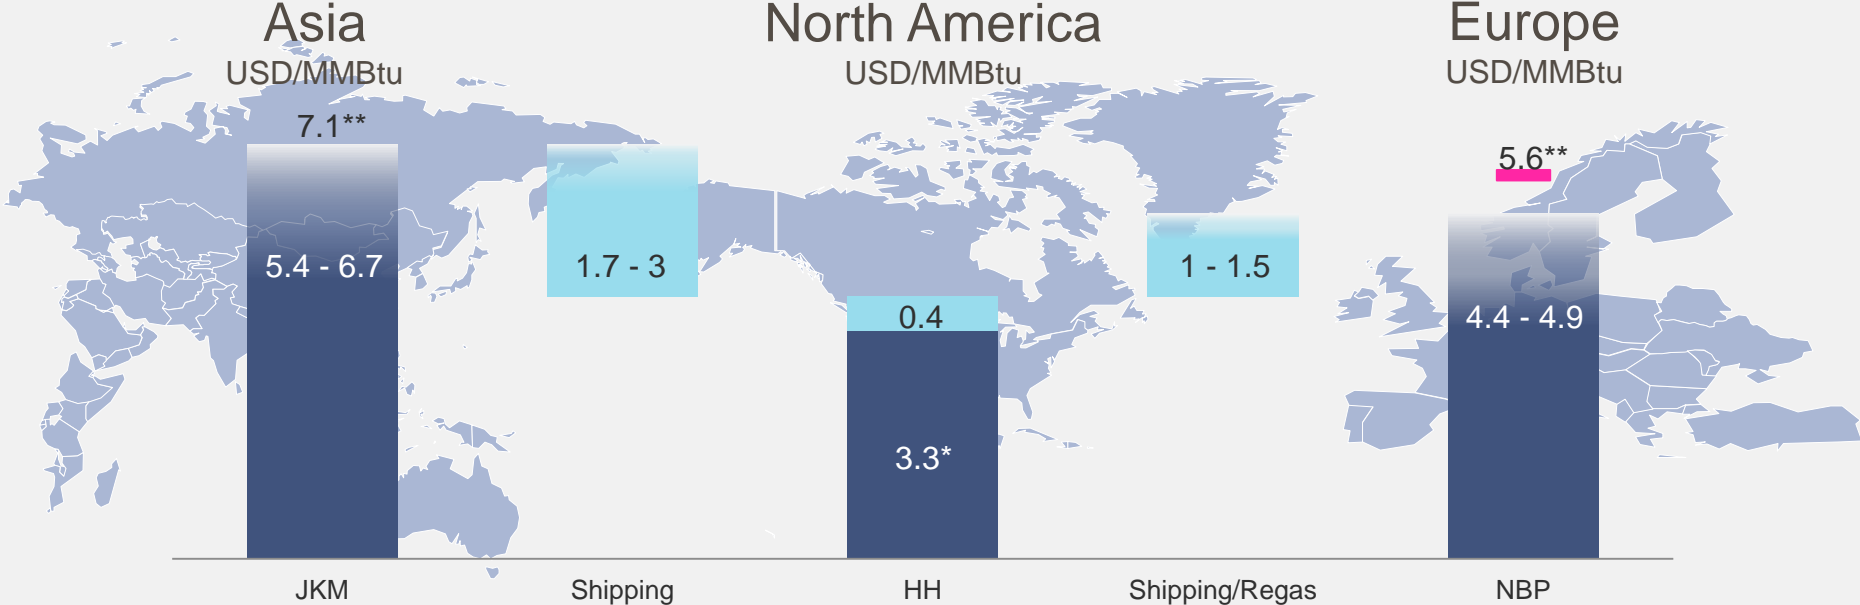 Asia
North America
Europe
USD/MMBtu
USD/MMBtu
USD/MMBtu
7.1**
5.6**
5.4 - 6.7
1.7 - 3
1 - 1.5
0.4
4.4 - 4.9
3.3*
JKM
Shipping
HH
Shipping/Regas
NBP